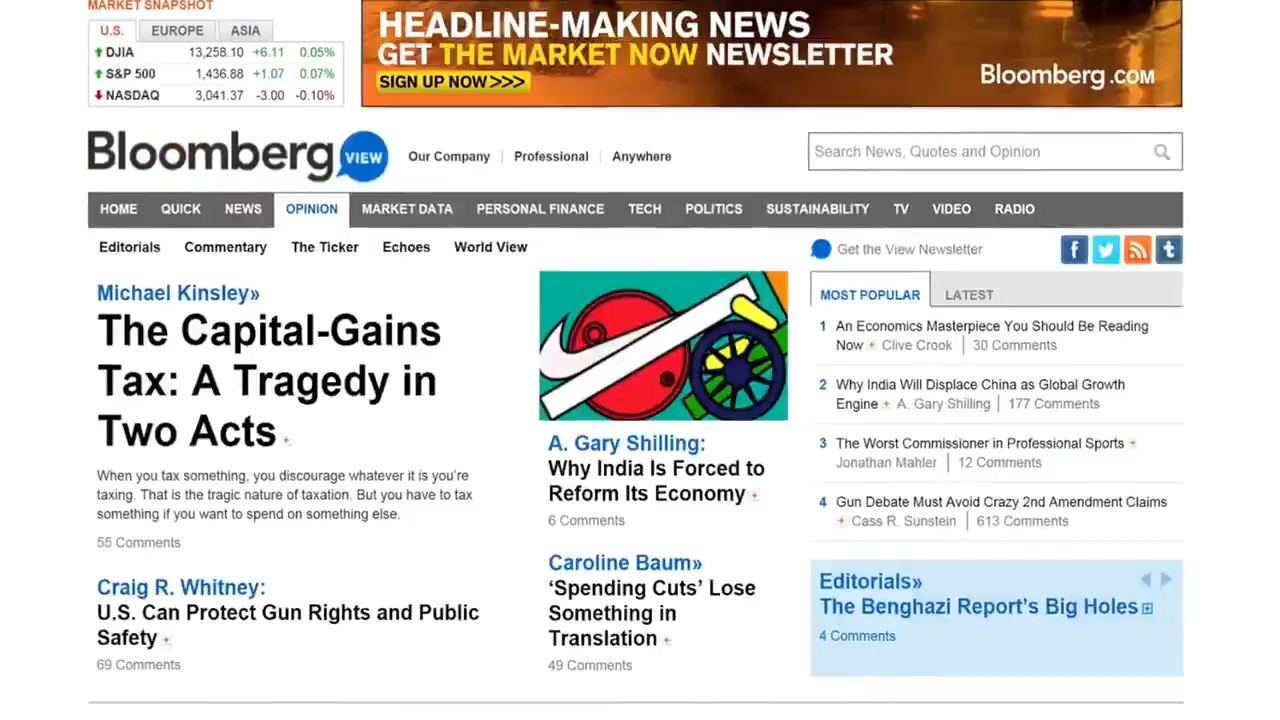 MARKET SNAPSHOT
U.S. EUROPE ASIA
DJIA 13,258.10 +6.11 0.05%
S&P 500 1,436.88 +1.07 0.07%
NASDAQ 3,041.37 -3.00 -0.10%
HEADLINE-MAKING NEWS
GET THE MARKET NOW NEWSLETTER
SIGN UP NOW >>>
Bloomberg.COM
Bloomberg VIEW
Our Company | Professional | Anywhere
Search News, Quotes and Opinion
HOME QUICK NEWS OPINION MARKET DATA PERSONAL FINANCE TECH POLITICS SUSTAINABILITY TV VIDEO RADIO
Editorials Commentary The Ticker Echoes World View
Get the View Newsletter
f t
Michael Kinsley»
The Capital-Gains
Tax: A Tragedy in
Two Acts
When you tax something, you discourage whatever it is you're
taxing. That is the tragic nature of taxation. But you have to tax
something if you want to spend on something else.
55 Comments
Craig R. Whitney:
U.S. Can Protect Gun Rights and Public
Safety
69 Comments
A. Gary Shilling:
Why India Is Forced to
Reform Its Economy
6 Comments
Caroline Baum»
‘Spending Cuts’ Lose
Something in
Translation
49 Comments
MOST POPULAR LATEST
1 An Economics Masterpiece You Should Be Reading
Now Clive Crook | 30 Comments
2 Why India Will Displace China as Global Growth
Engine A. Gary Shilling | 177 Comments
3 The Worst Commissioner in Professional Sports
Jonathan Mahler | 12 Comments
4 Gun Debate Must Avoid Crazy 2nd Amendment Claims
Cass R. Sunstein | 613 Comments
Editorials»
The Benghazi Report's Big Holes
4 Comments